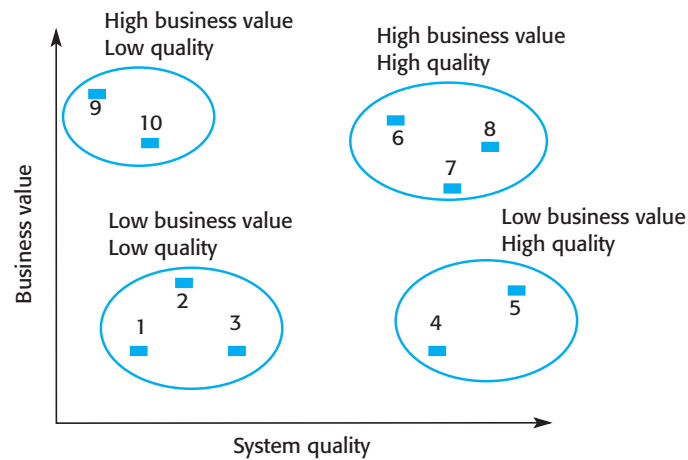 High business value
Low quality
High business value
High quality
9
10
6
8
7
Business value
Low business value
Low quality
Low business value
High quality
2
1
3
5
4
System quality